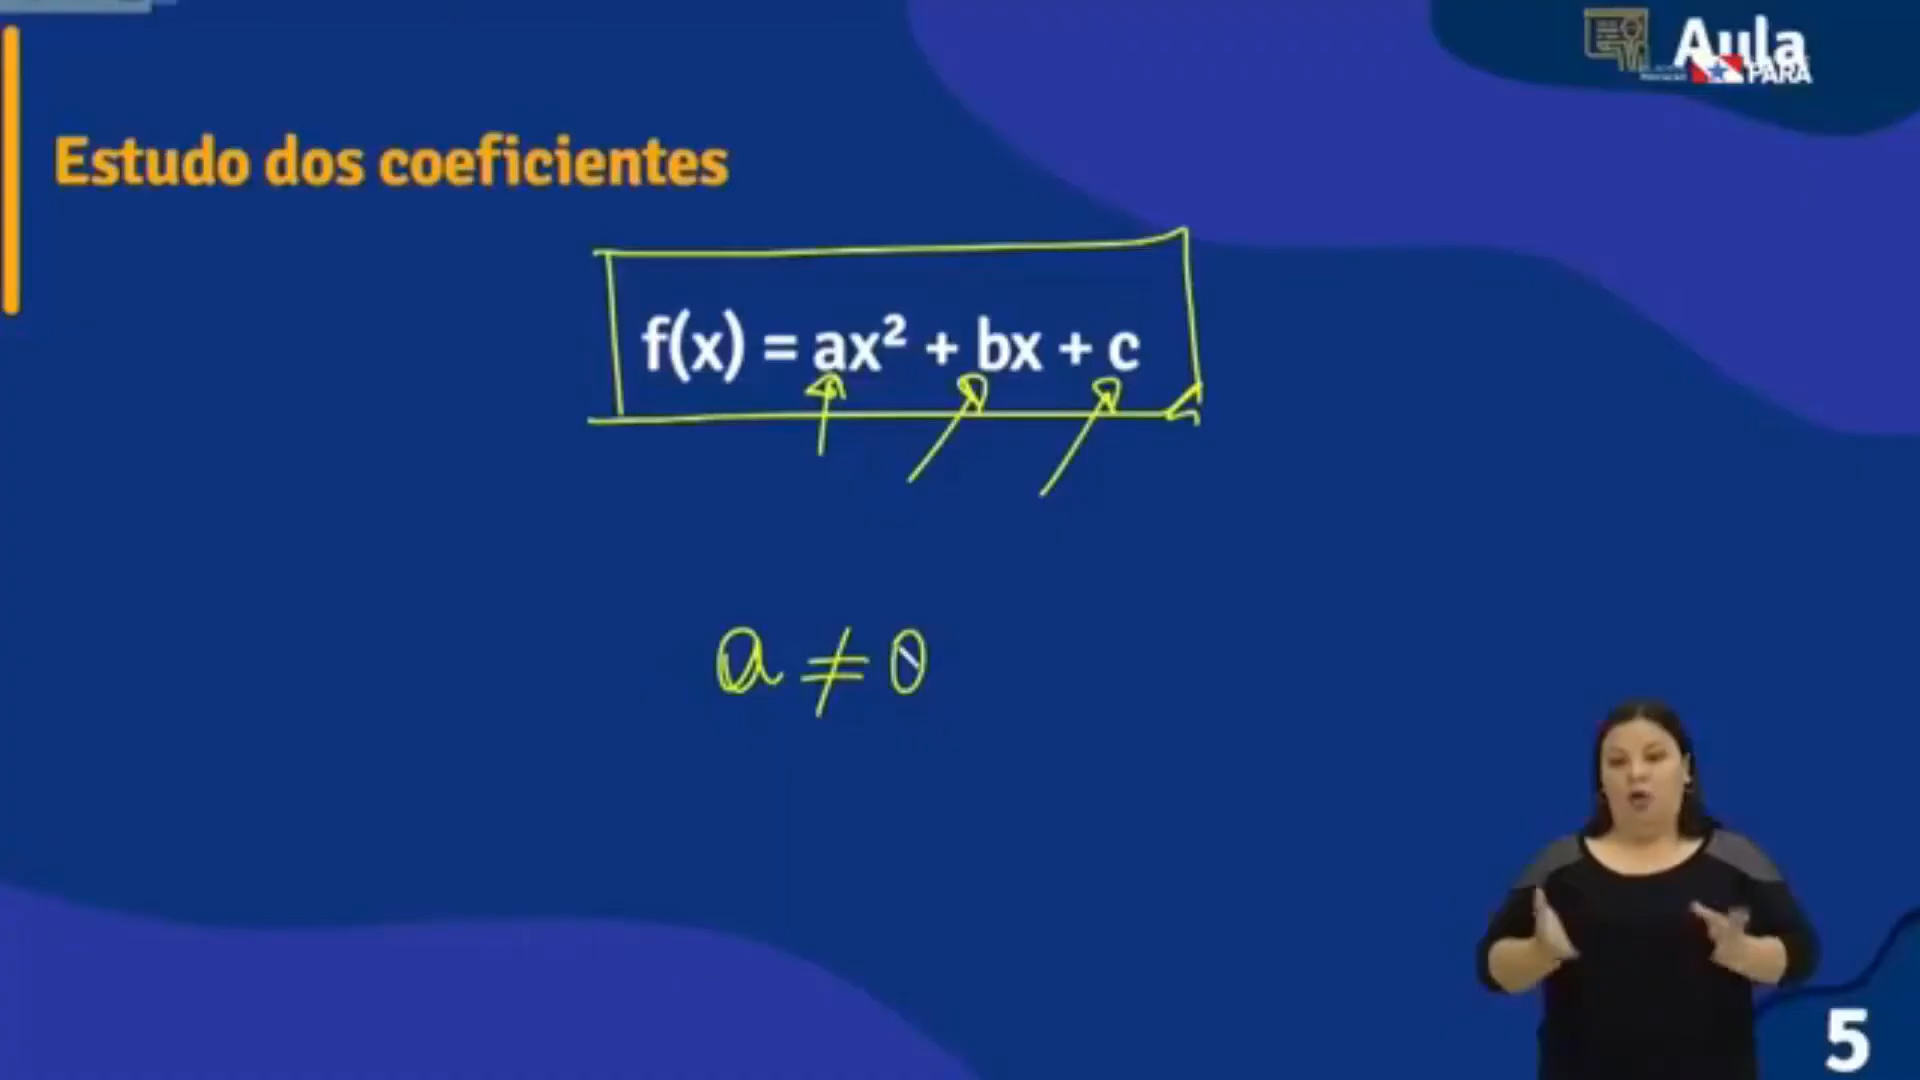 Aula
PARÁ
Estudo dos coeficientes
f(x) = ax² + bx + c
a ≠ 0
5